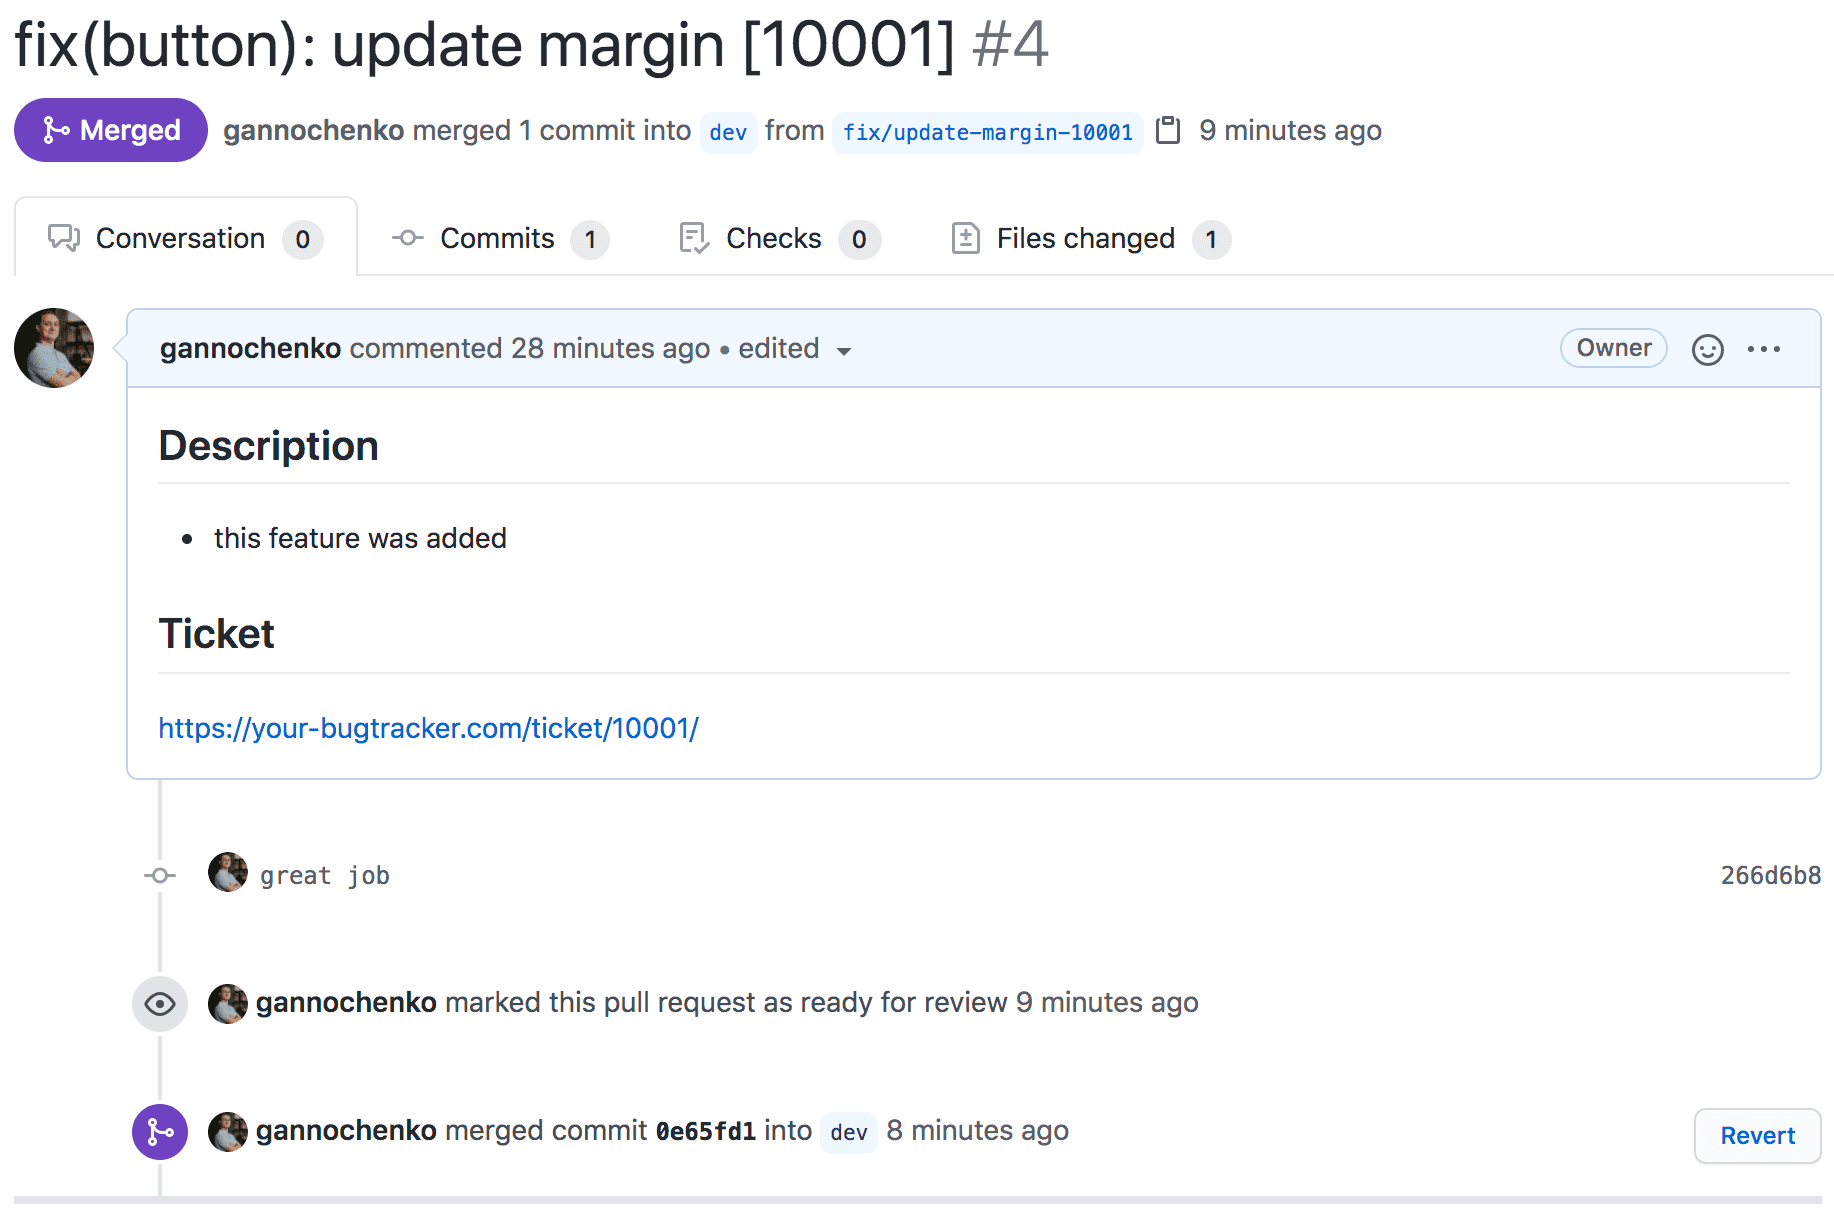 fix(button): update margin [10001] #4
Merged gannochenko merged 1 commit into dev from fix/update-margin-10001 9 minutes ago
Conversation 0 Commits 1 Checks 0 Files changed 1
gannochenko commented 28 minutes ago • edited Owner
Description
• this feature was added
Ticket
https://your-bugtracker.com/ticket/10001/
great job 266d6b8
gannochenko marked this pull request as ready for review 9 minutes ago
gannochenko merged commit 0e65fd1 into dev 8 minutes ago Revert